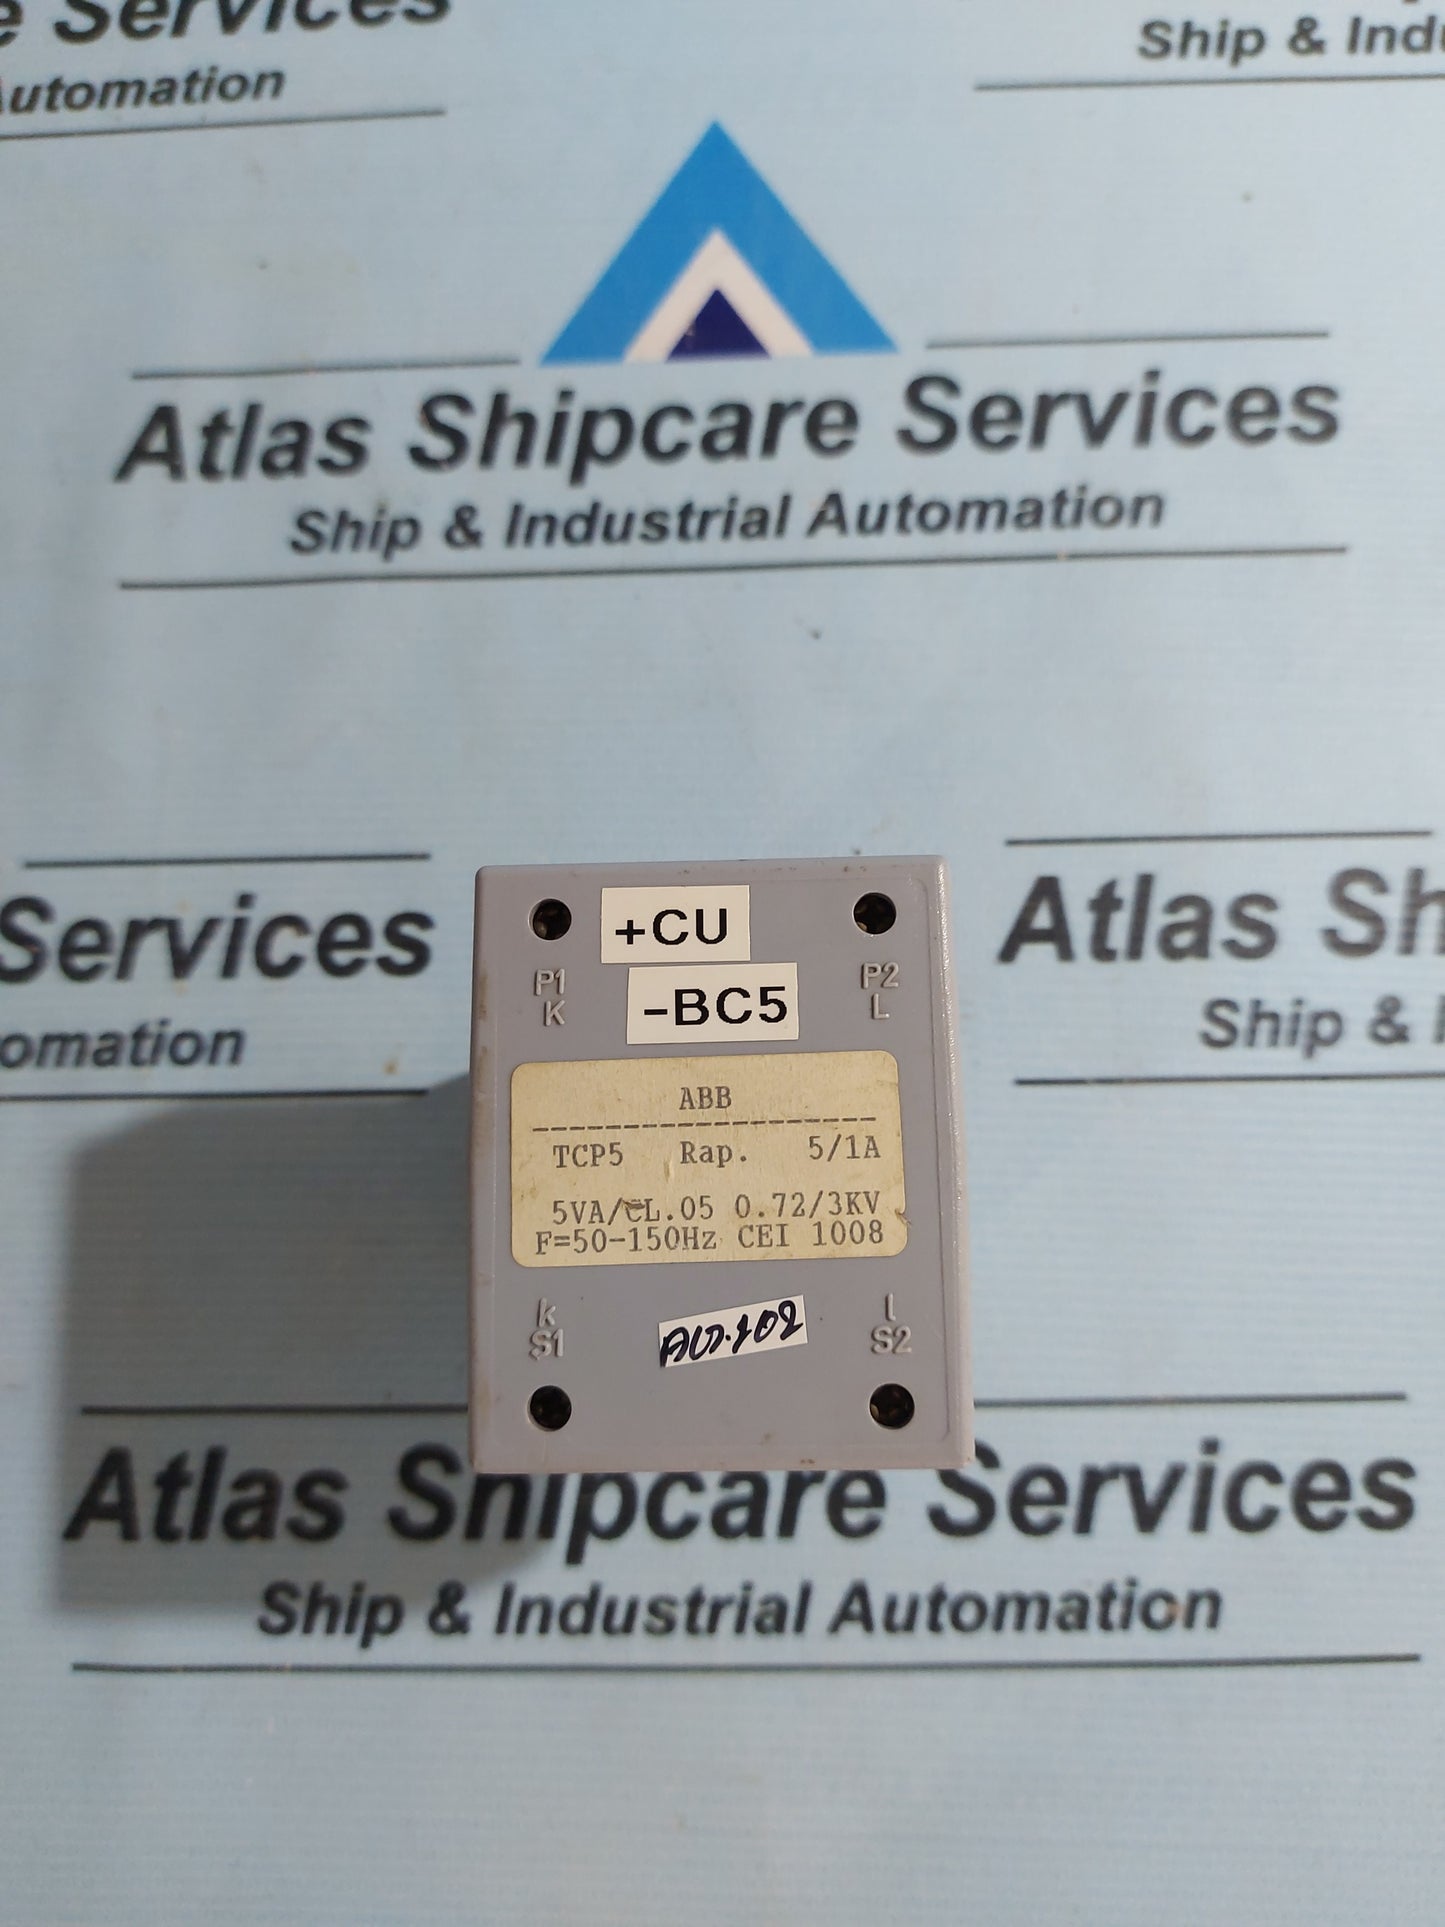 e Services
Automation
Ship & Indu
Atlas Shipcare Services
Ship & Industrial Automation
Services
omation
Atlas Sh
Ship & I
+CU
P1
K
P2
L
-BC5
ABB
TCP5 Rap. 5/1A
5VA/CL.05 0.72/3KV
F=50-150Hz CEI 1008
k
S1
l
S2
Atlas Shipcare Services
Ship & Industrial Automation